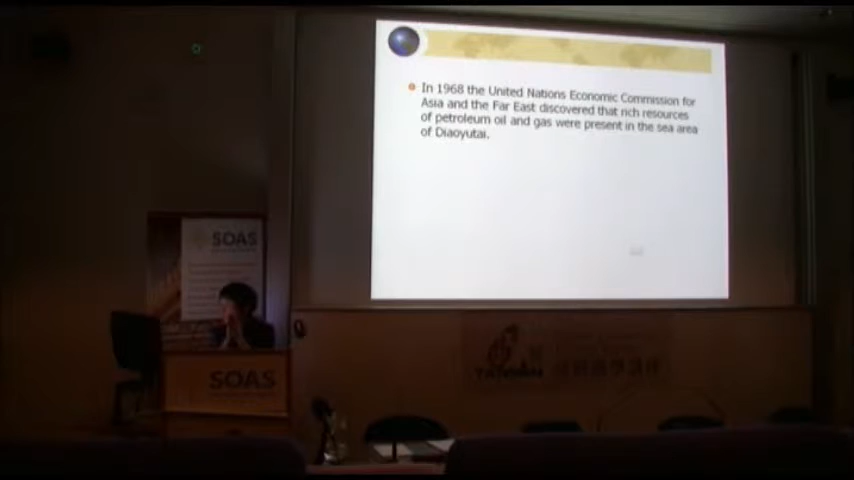 In 1968 the United Nations Economic Commission for
Asia and the Far East discovered that rich resources
of petroleum oil and gas were present in the sea area
of Diaoyutai.
SOAS
SOAS
TAIWAN